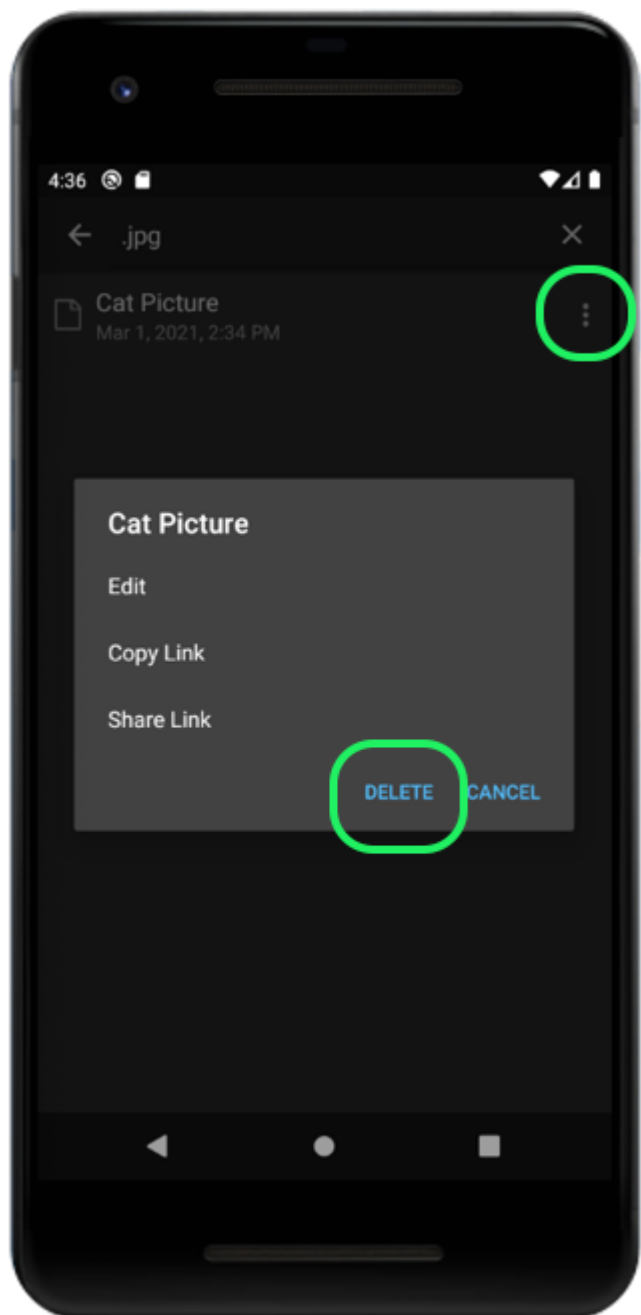 4:36
.jpg
Cat Picture
Mar 1, 2021, 2:34 PM
Cat Picture
Edit
Copy Link
Share Link
DELETE CANCEL